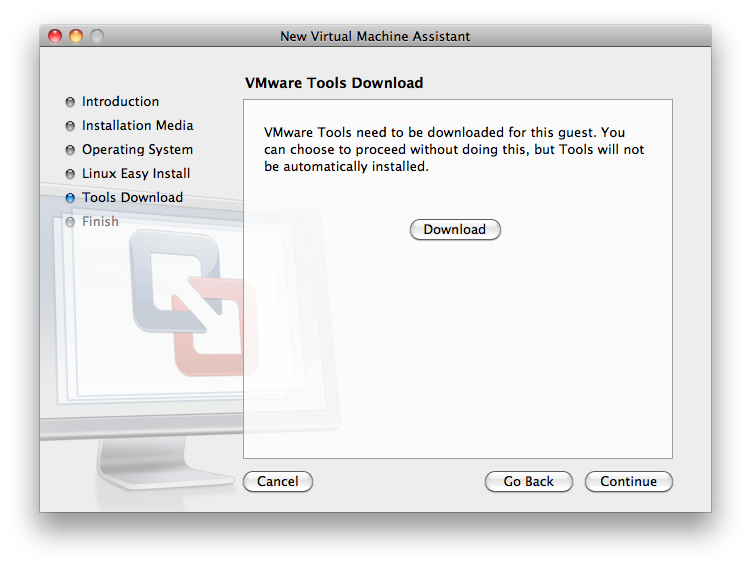 New Virtual Machine Assistant
VMware Tools Download
Introduction
Installation Media
Operating System
Linux Easy Install
Tools Download
Finish
VMware Tools need to be downloaded for this guest. You
can choose to proceed without doing this, but Tools will not
be automatically installed.
Download
Cancel
Go Back
Continue